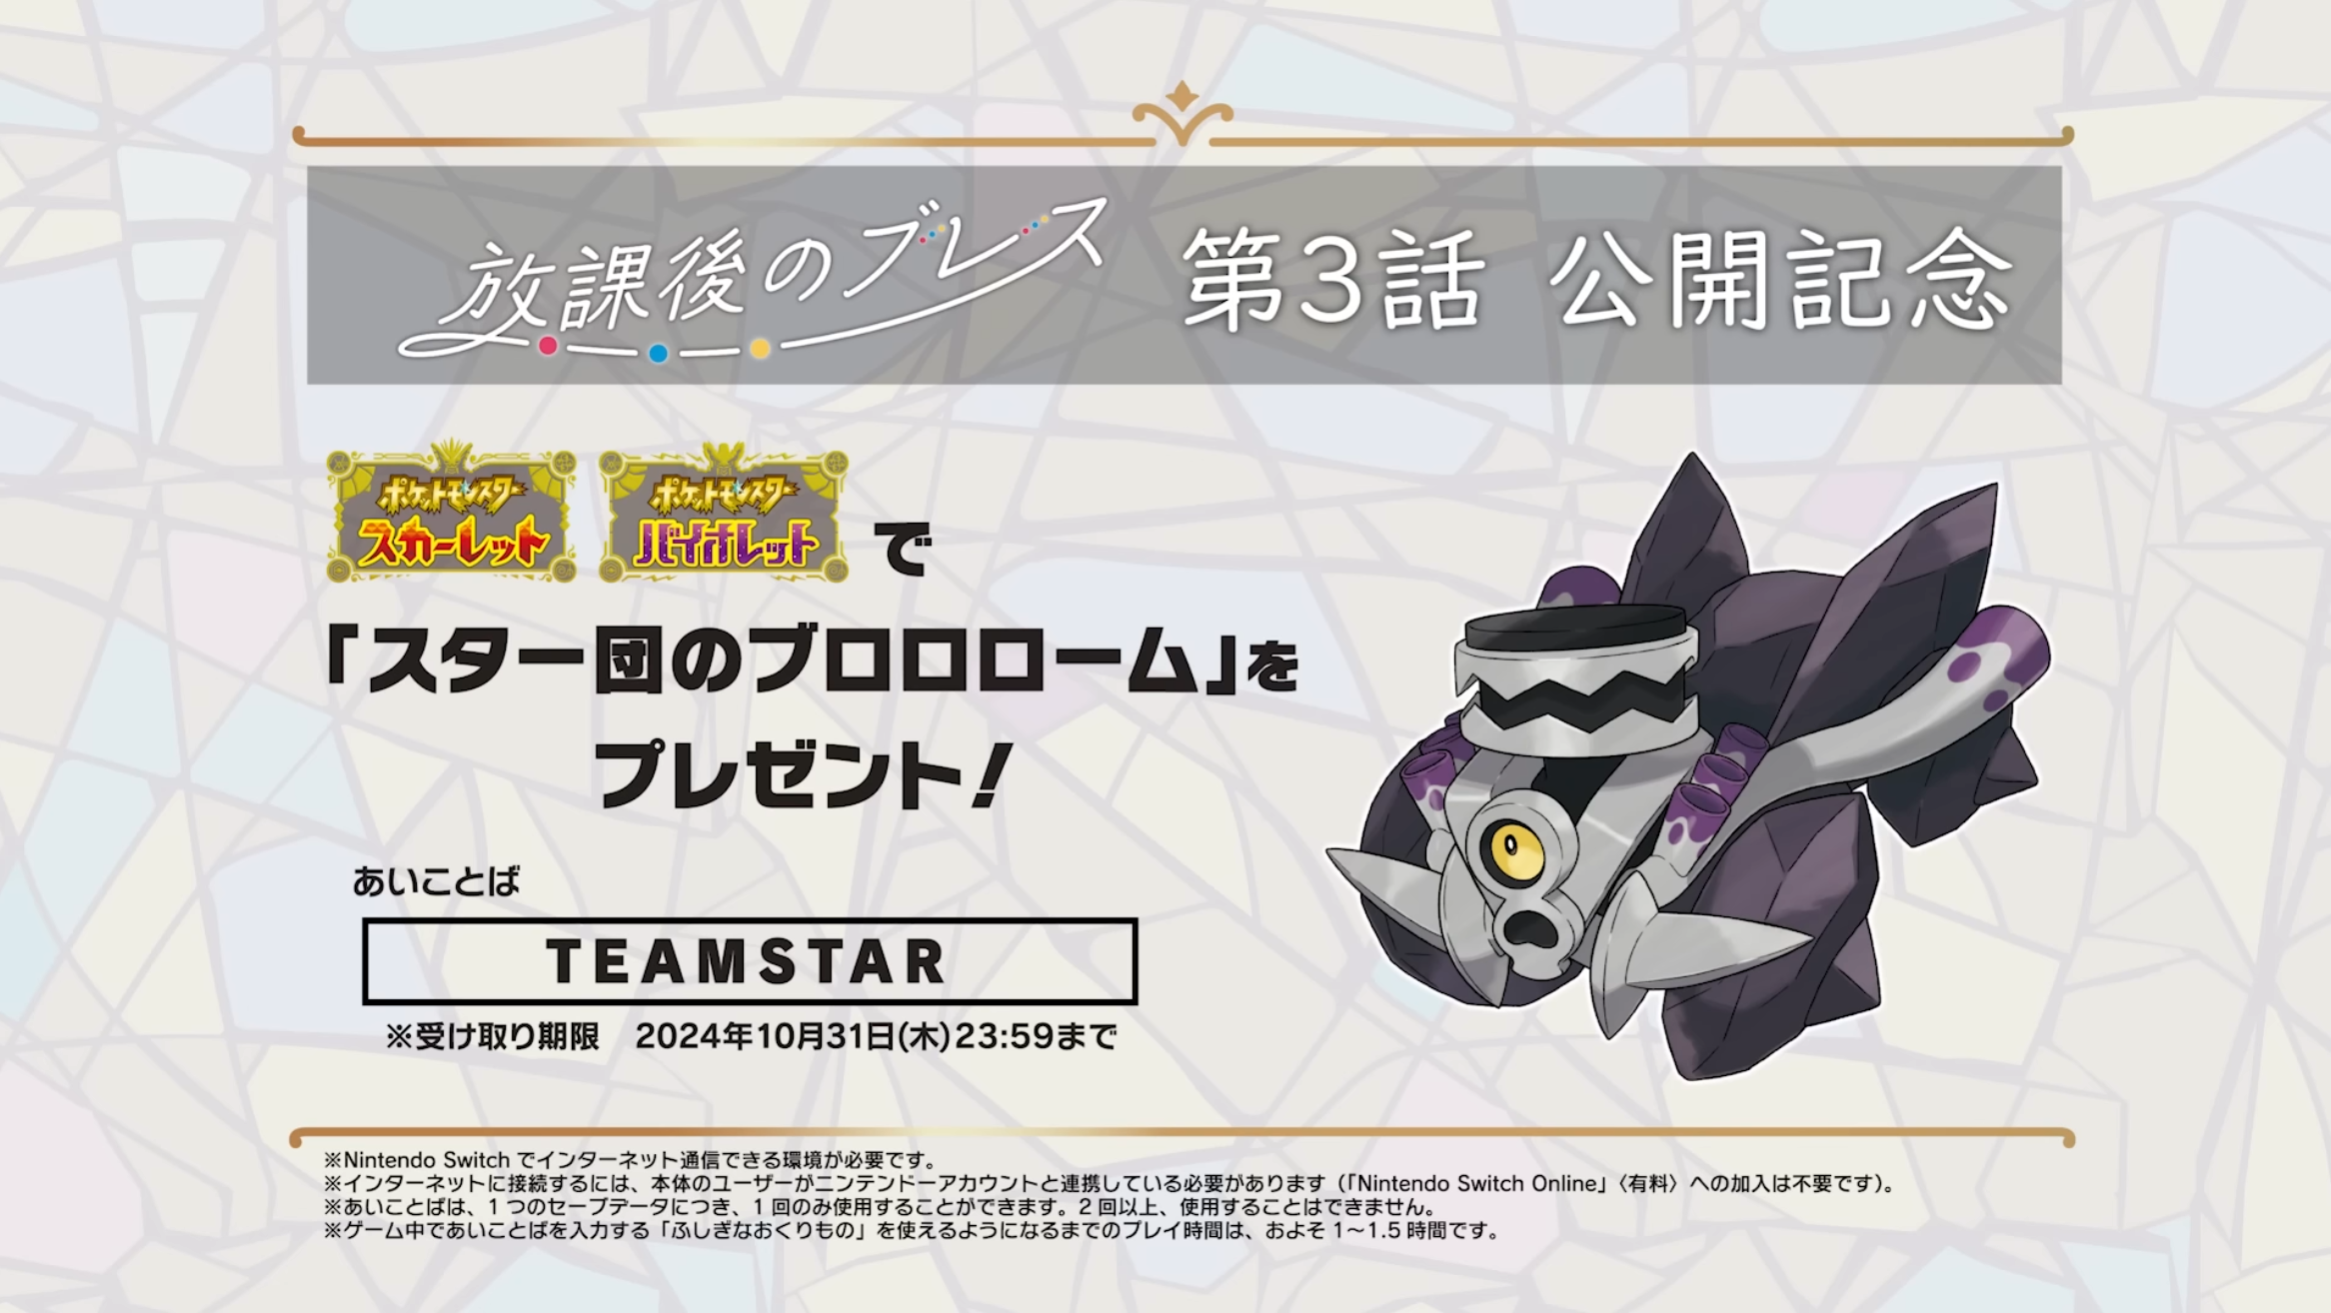 放課後のブレス 第3話 公開記念
ポケットモンスター スカーレット ポケットモンスター バイオレット で
「スター団のブロロローム」を
プレゼント!
あいことば
TEAMSTAR
※受け取り期限 2024年10月31日(木)23:59まで
※Nintendo Switch でインターネット通信できる環境が必要です。
※インターネットに接続するには、本体のユーザーがニンテンドーアカウントと連携している必要があります(「Nintendo Switch Online」〈有料〉への加入は不要です)。
※あいことばは、1つのセーブデータにつき、1回のみ使用することができます。2回以上、使用することはできません。
※ゲーム中であいことばを入力する「ふしぎなおくりもの」を使えるようになるまでのプレイ時間は、およそ1〜1.5時間です。